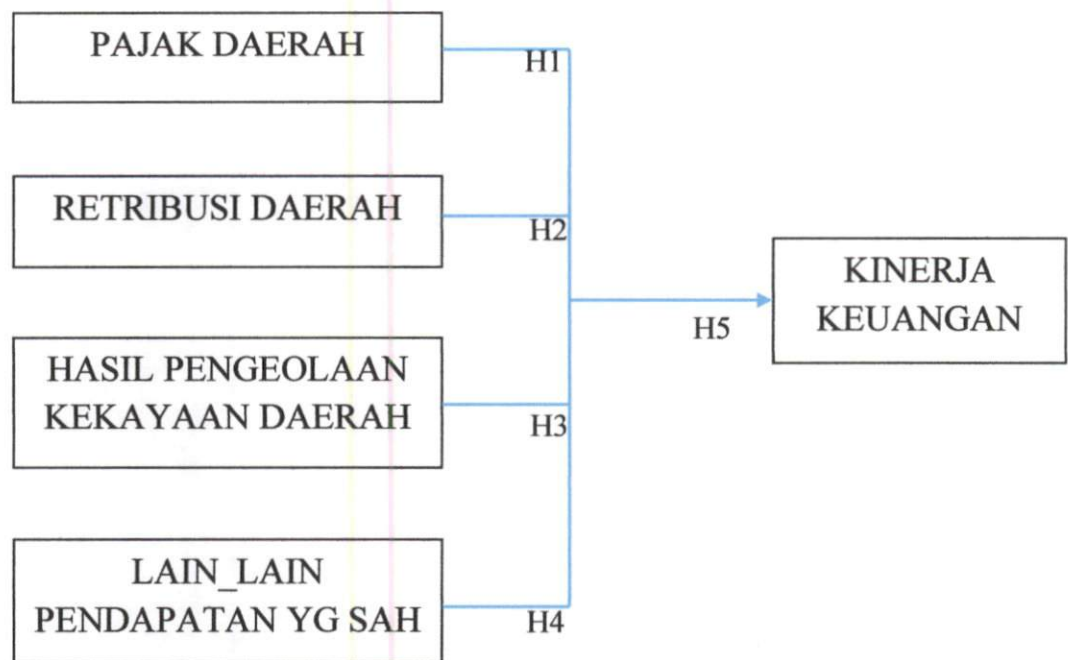 PAJAK DAERAH
H1
RETRIBUSI DAERAH
H2
KINERJA
KEUANGAN
H5
HASIL PENGEOLAAN
KEKAYAAN DAERAH
H3
LAIN_LAIN
PENDAPATAN YG SAH
H4